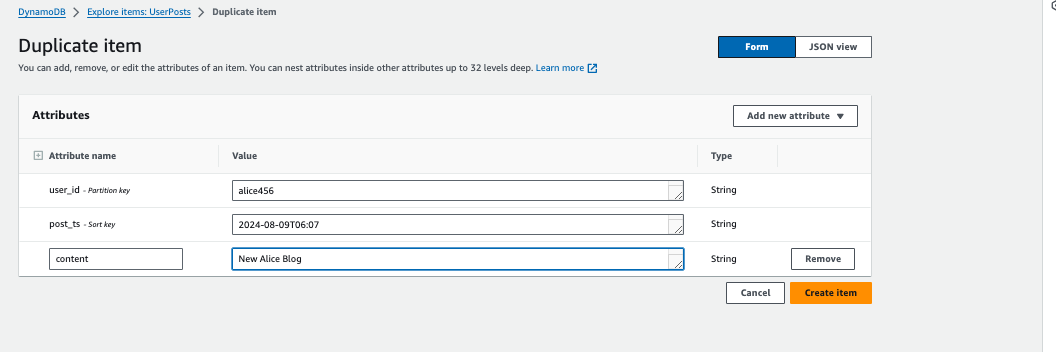 DynamoDB > Explore items: UserPosts > Duplicate item
Duplicate item
Form JSON view
You can add, remove, or edit the attributes of an item. You can nest attributes inside other attributes up to 32 levels deep. Learn more
Attributes
Add new attribute
Attribute name Value Type
user_id - Partition key alice456 String
post_ts - Sort key 2024-08-09T06:07 String
content New Alice Blog String Remove
Cancel Create item